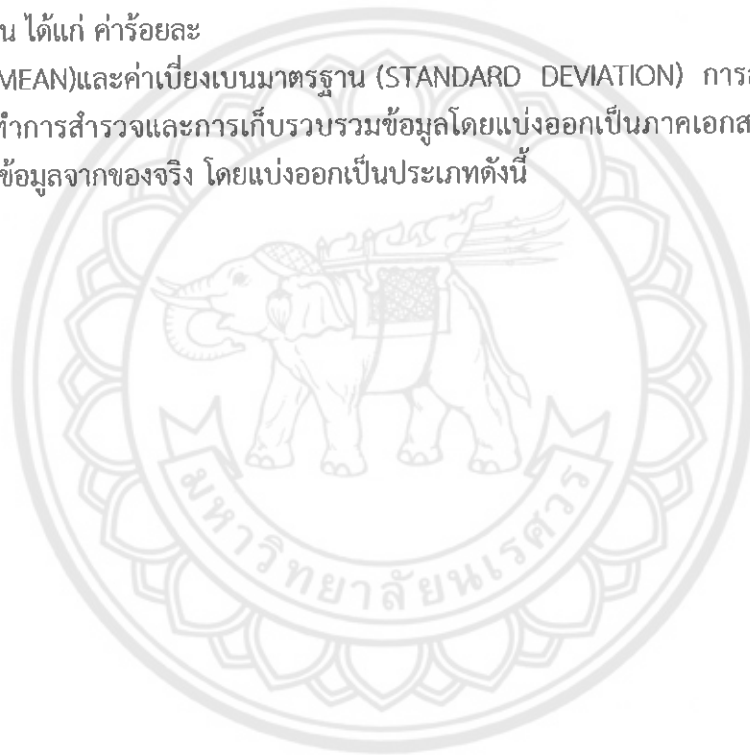 น ได้แก่ ค่าร้อยละ
MEAN)และค่าเบี่ยงเบนมาตรฐาน (STANDARD DEVIATION) การ
ทำการสำรวจและการเก็บรวบรวมข้อมูลโดยแบ่งออกเป็นภาคเอกส
ข้อมูลจากของจริง โดยแบ่งออกเป็นประเภทดังนี้
มหาวิทยาลัยนเรศวร